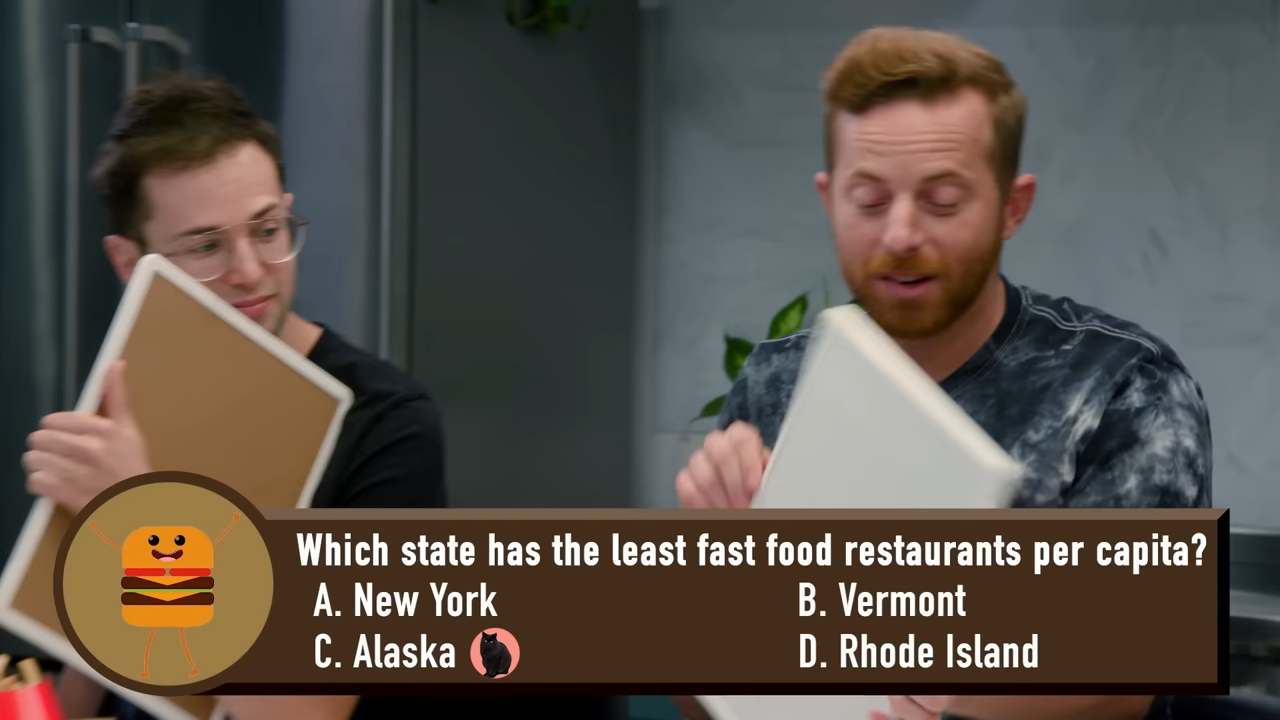 Which state has the least fast food restaurants per capita?
A. New York
B. Vermont
C. Alaska
D. Rhode Island